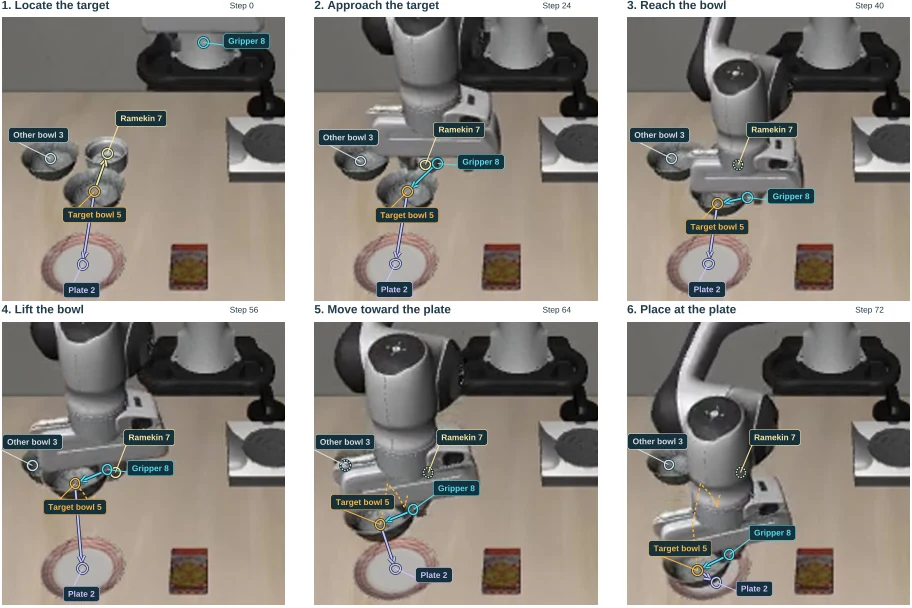 1. Locate the target
Step 0
Gripper 8
Ramekin 7
Other bowl 3
Target bowl 5
Plate 2
2. Approach the target
Step 24
Ramekin 7
Other bowl 3
Gripper 8
Target bowl 5
Plate 2
3. Reach the bowl
Step 40
Ramekin 7
Other bowl 3
Gripper 8
Target bowl 5
Plate 2
4. Lift the bowl
Step 56
Ramekin 7
Other bowl 3
Gripper 8
Target bowl 5
Plate 2
5. Move toward the plate
Step 64
Ramekin 7
Other bowl 3
Gripper 8
Target bowl 5
Plate 2
6. Place at the plate
Step 72
Ramekin 7
Other bowl 3
Gripper 8
Target bowl 5
Plate 2